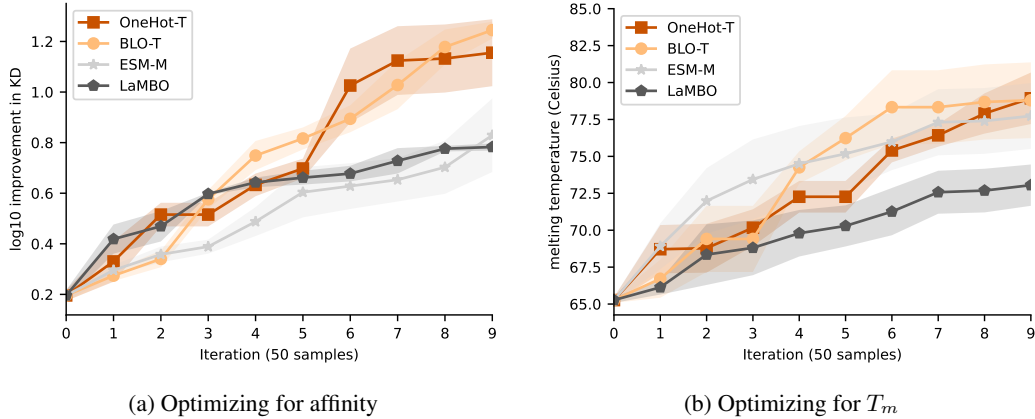 OneHot-T
BLO-T
ESM-M
LaMBO
log10 improvement in KD
1.2
1.0
0.8
0.6
0.4
0.2
0 1 2 3 4 5 6 7 8 9
Iteration (50 samples)
(a) Optimizing for affinity
OneHot-T
BLO-T
ESM-M
LaMBO
melting temperature (Celsius)
85.0
82.5
80.0
77.5
75.0
72.5
70.0
67.5
65.0
0 1 2 3 4 5 6 7 8 9
Iteration (50 samples)
(b) Optimizing for T_m